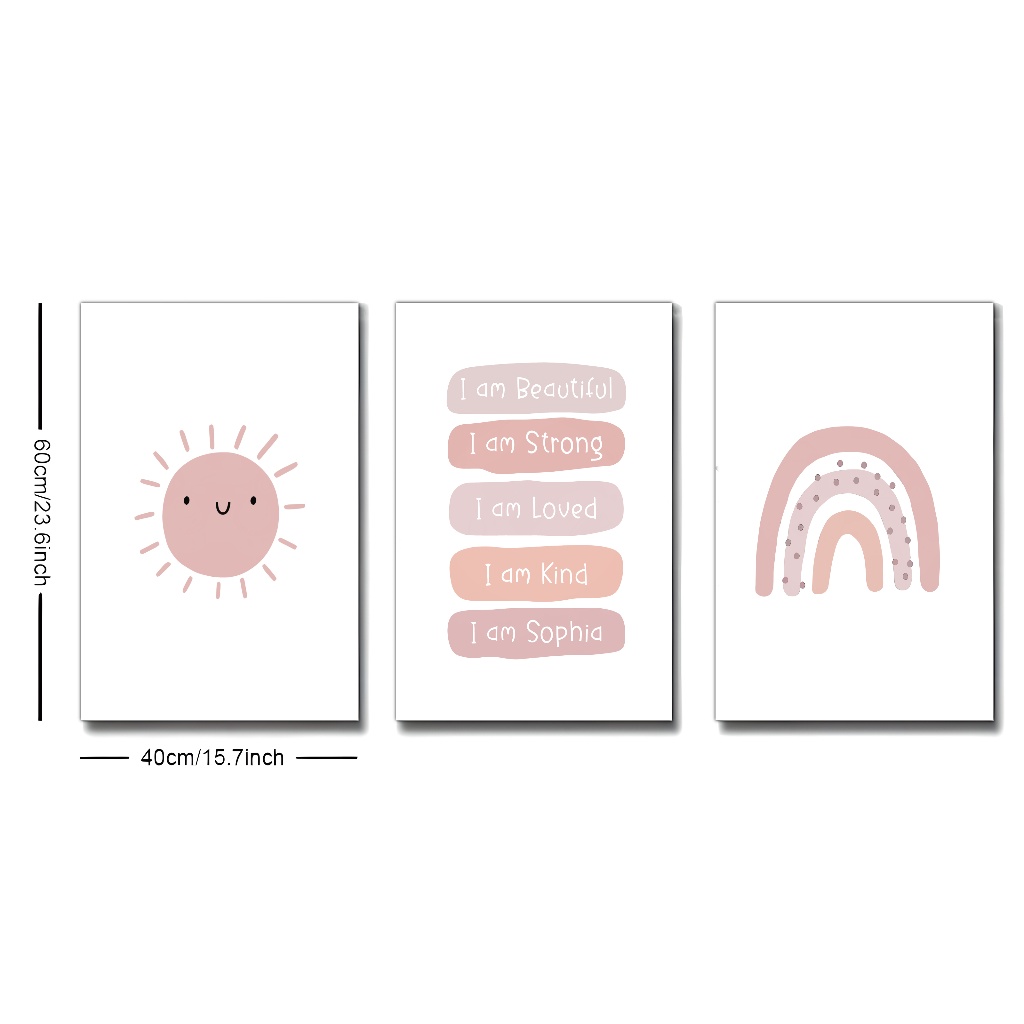 60cm/23.6inch
I am Beautiful
I am Strong
I am Loved
I am Kind
I am Sophia
40cm/15.7inch